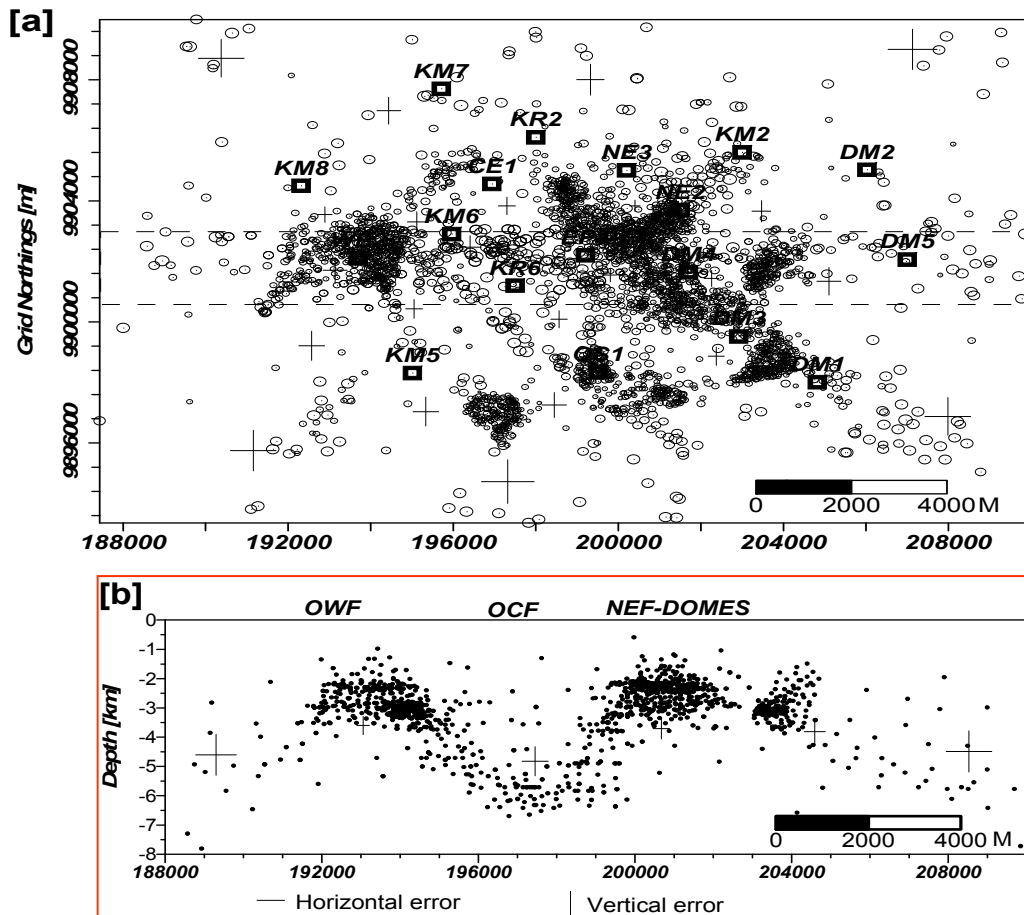 [a]
Grid Northings [m]
9908000
9904000
9900000
9896000
KM7
KR2
KM2
NE3
DM2
CE1
KM8
NE2
KM6
DM5
DM4
KR6
DM3
KM5
OC1
DM1
0 2000 4000 M
188000 192000 196000 200000 204000 208000
[b]
OWF OCF NEF-DOMES
Depth [km]
0
-1
-2
-3
-4
-5
-6
-7
-8
0 2000 4000 M
188000 192000 196000 200000 204000 208000
Horizontal error Vertical error